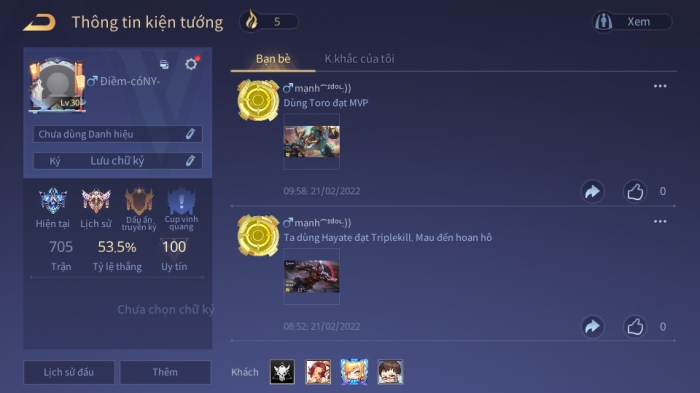 Thông tin kiện tướng
5
Xem
Điềm-cóNY-
Lv.30
Chưa dùng Danh hiệu
Ký Lưu chữ ký
Hiện tại
Lịch sử
Dấu ấn truyền kỳ
Cup vinh quang
705
53.5%
100
Trận
Tỷ lệ thắng
Uy tín
Chưa chọn chữ ký
Lịch sử đấu
Thêm
Bạn bè
K.khắc của tôi
mạnh⁀ᴵᵈᵒᶫ.))
Dùng Toro đạt MVP
09:58: 21/02/2022
0
mạnh⁀ᴵᵈᵒᶫ.))
Ta dùng Hayate đạt Triplekill. Mau đến hoan hô
08:52: 21/02/2022
0
Khách